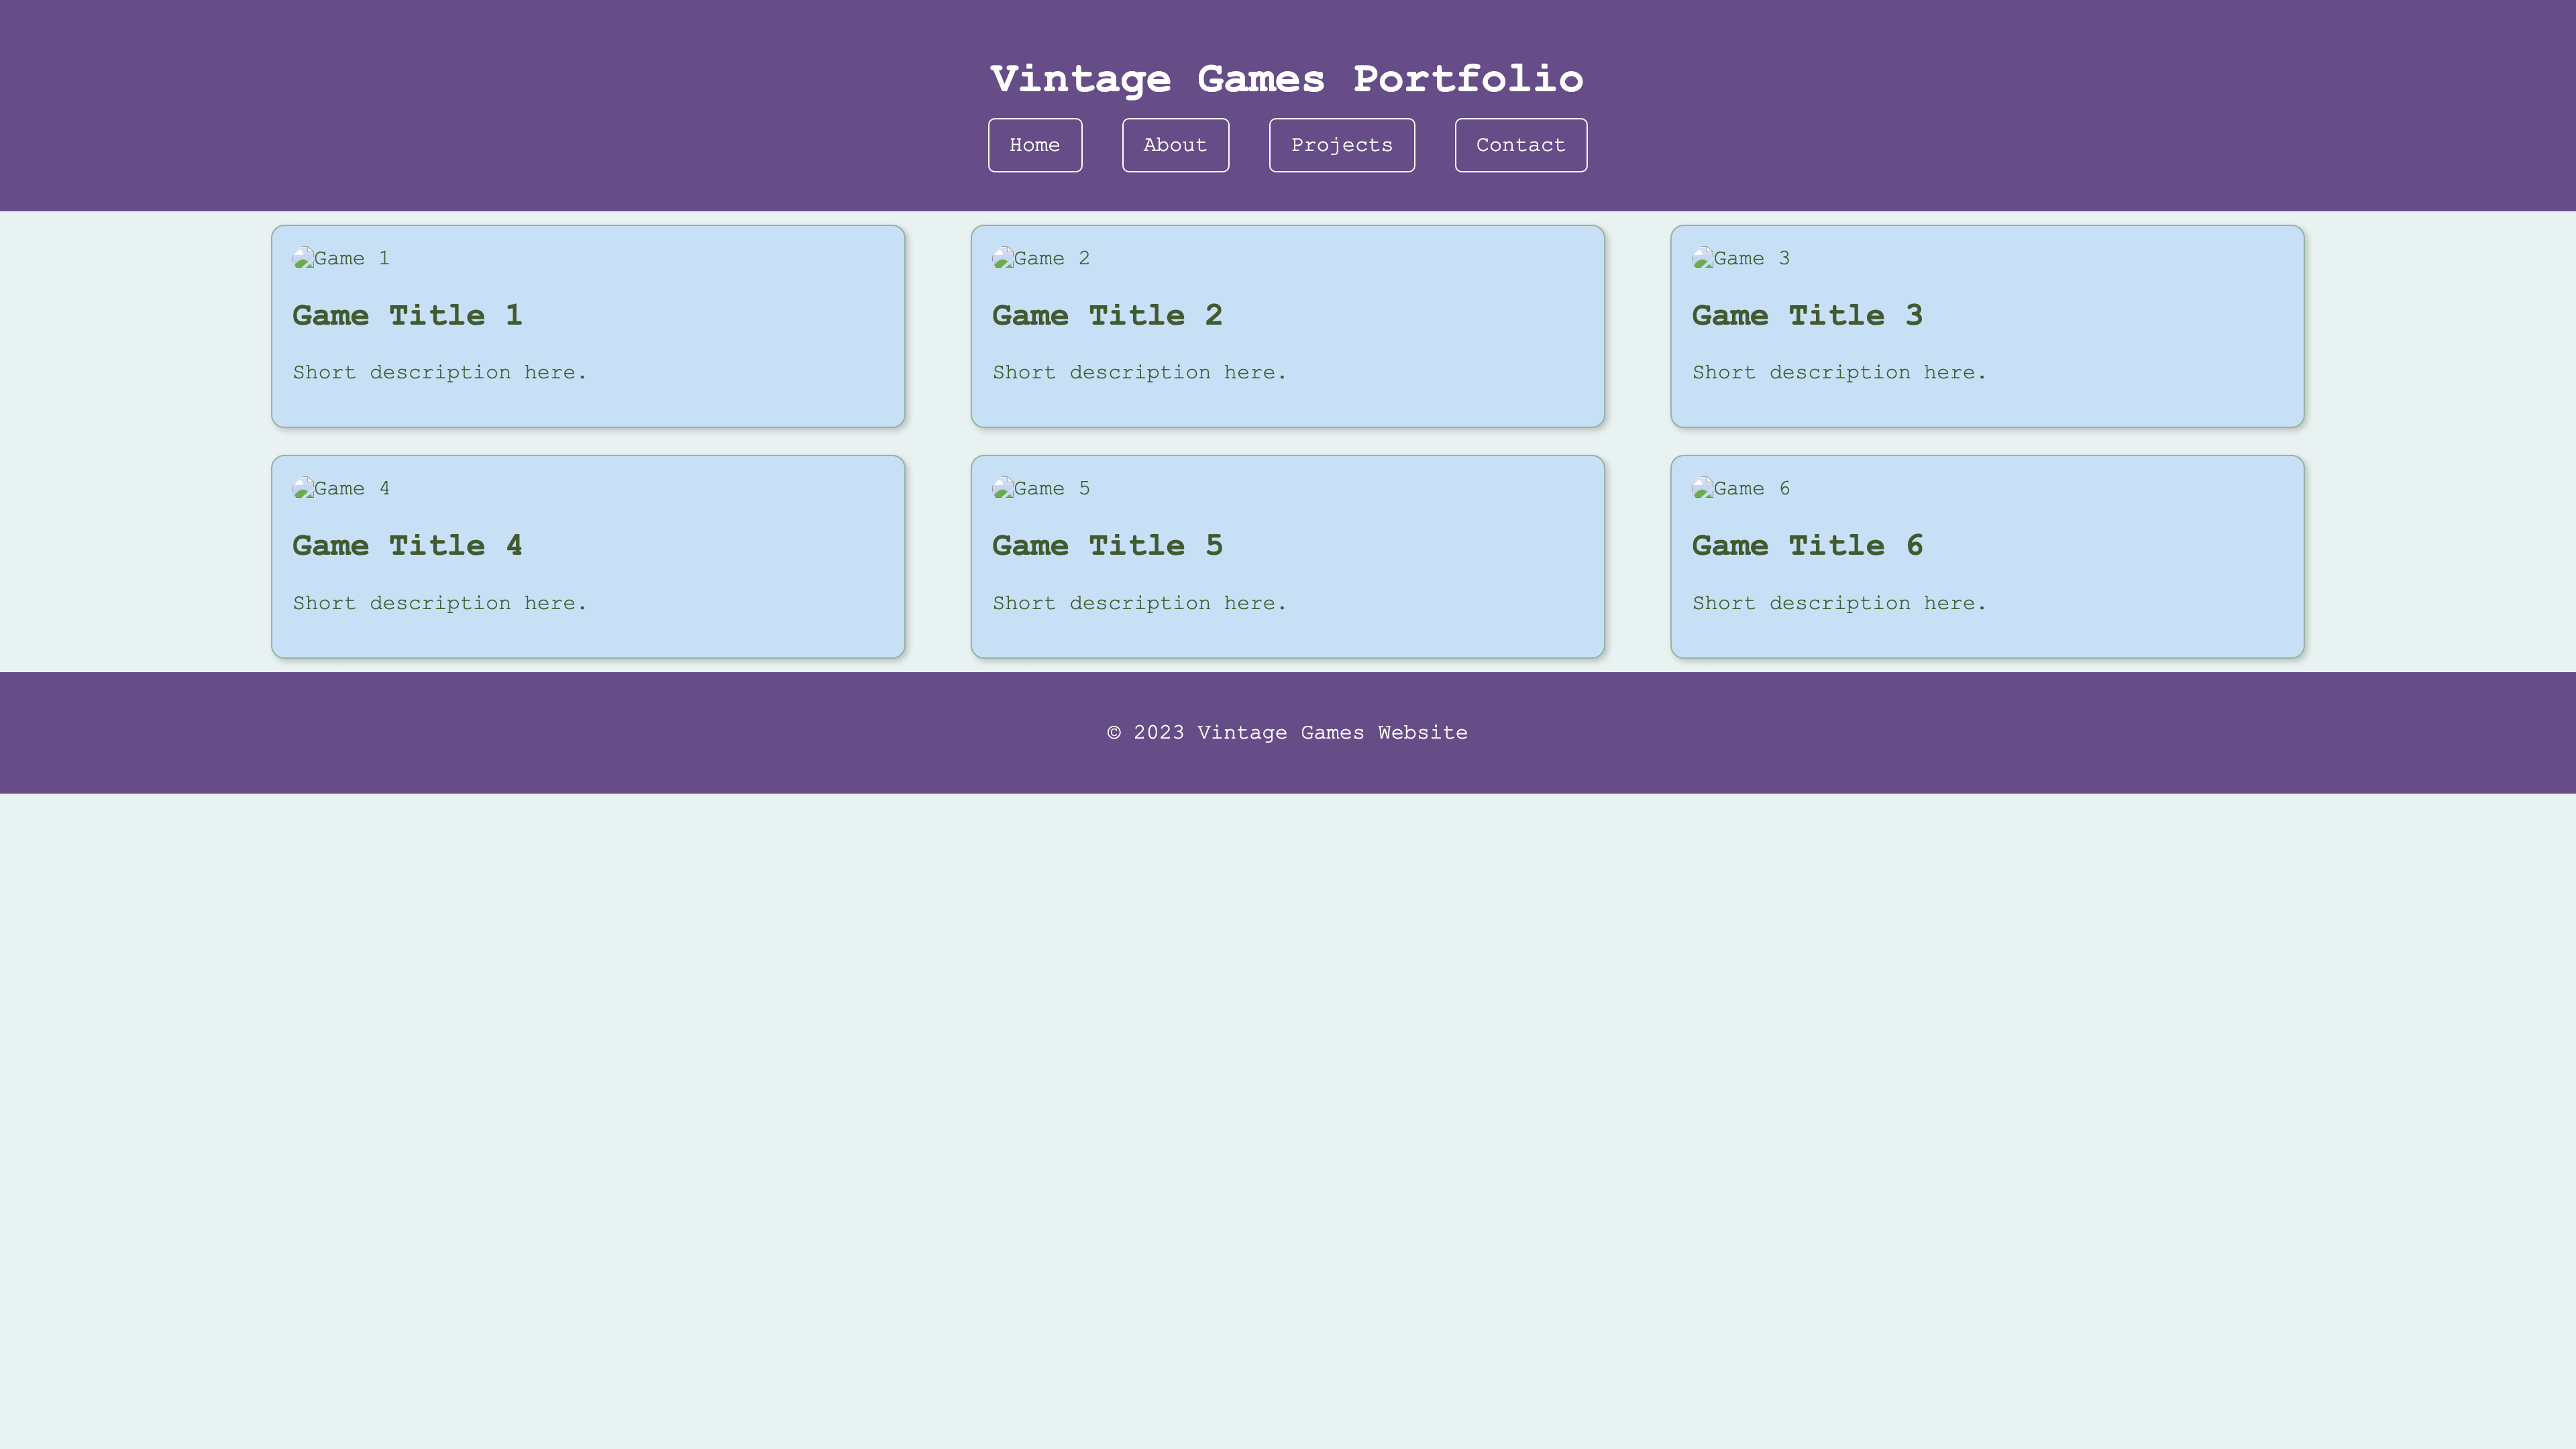 Vintage Games Portfolio
Home About Projects Contact
Game 1 Game 2 Game 3
Game Title 1 Game Title 2 Game Title 3
Short description here. Short description here. Short description here.
Game 4 Game 5 Game 6
Game Title 4 Game Title 5 Game Title 6
Short description here. Short description here. Short description here.
© 2023 Vintage Games Website